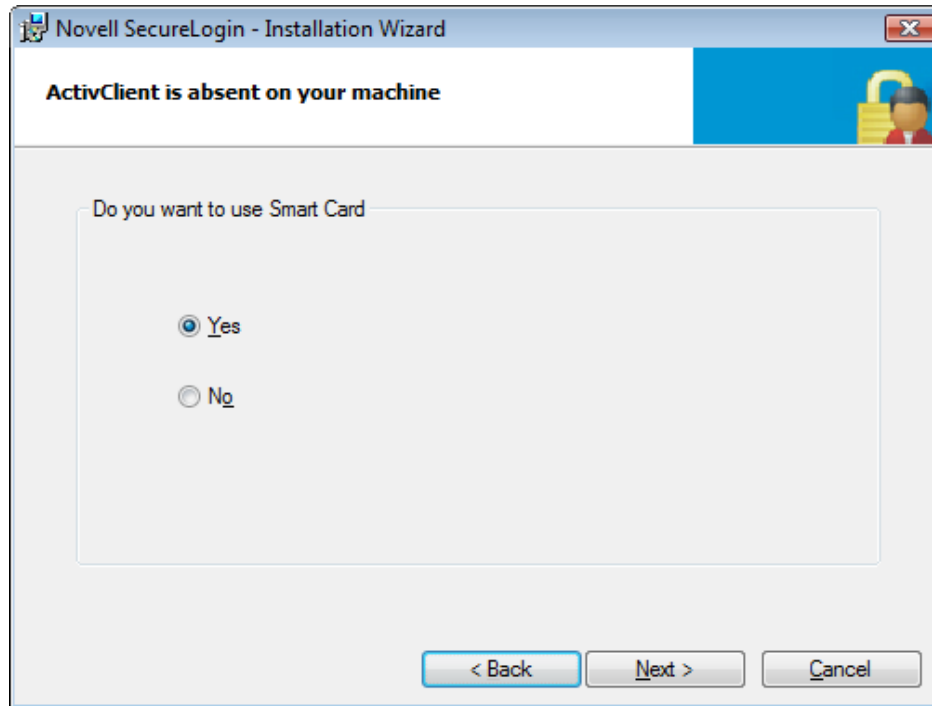 Novell SecureLogin - Installation Wizard
ActivClient is absent on your machine
Do you want to use Smart Card
Yes
No
< Back Next > Cancel